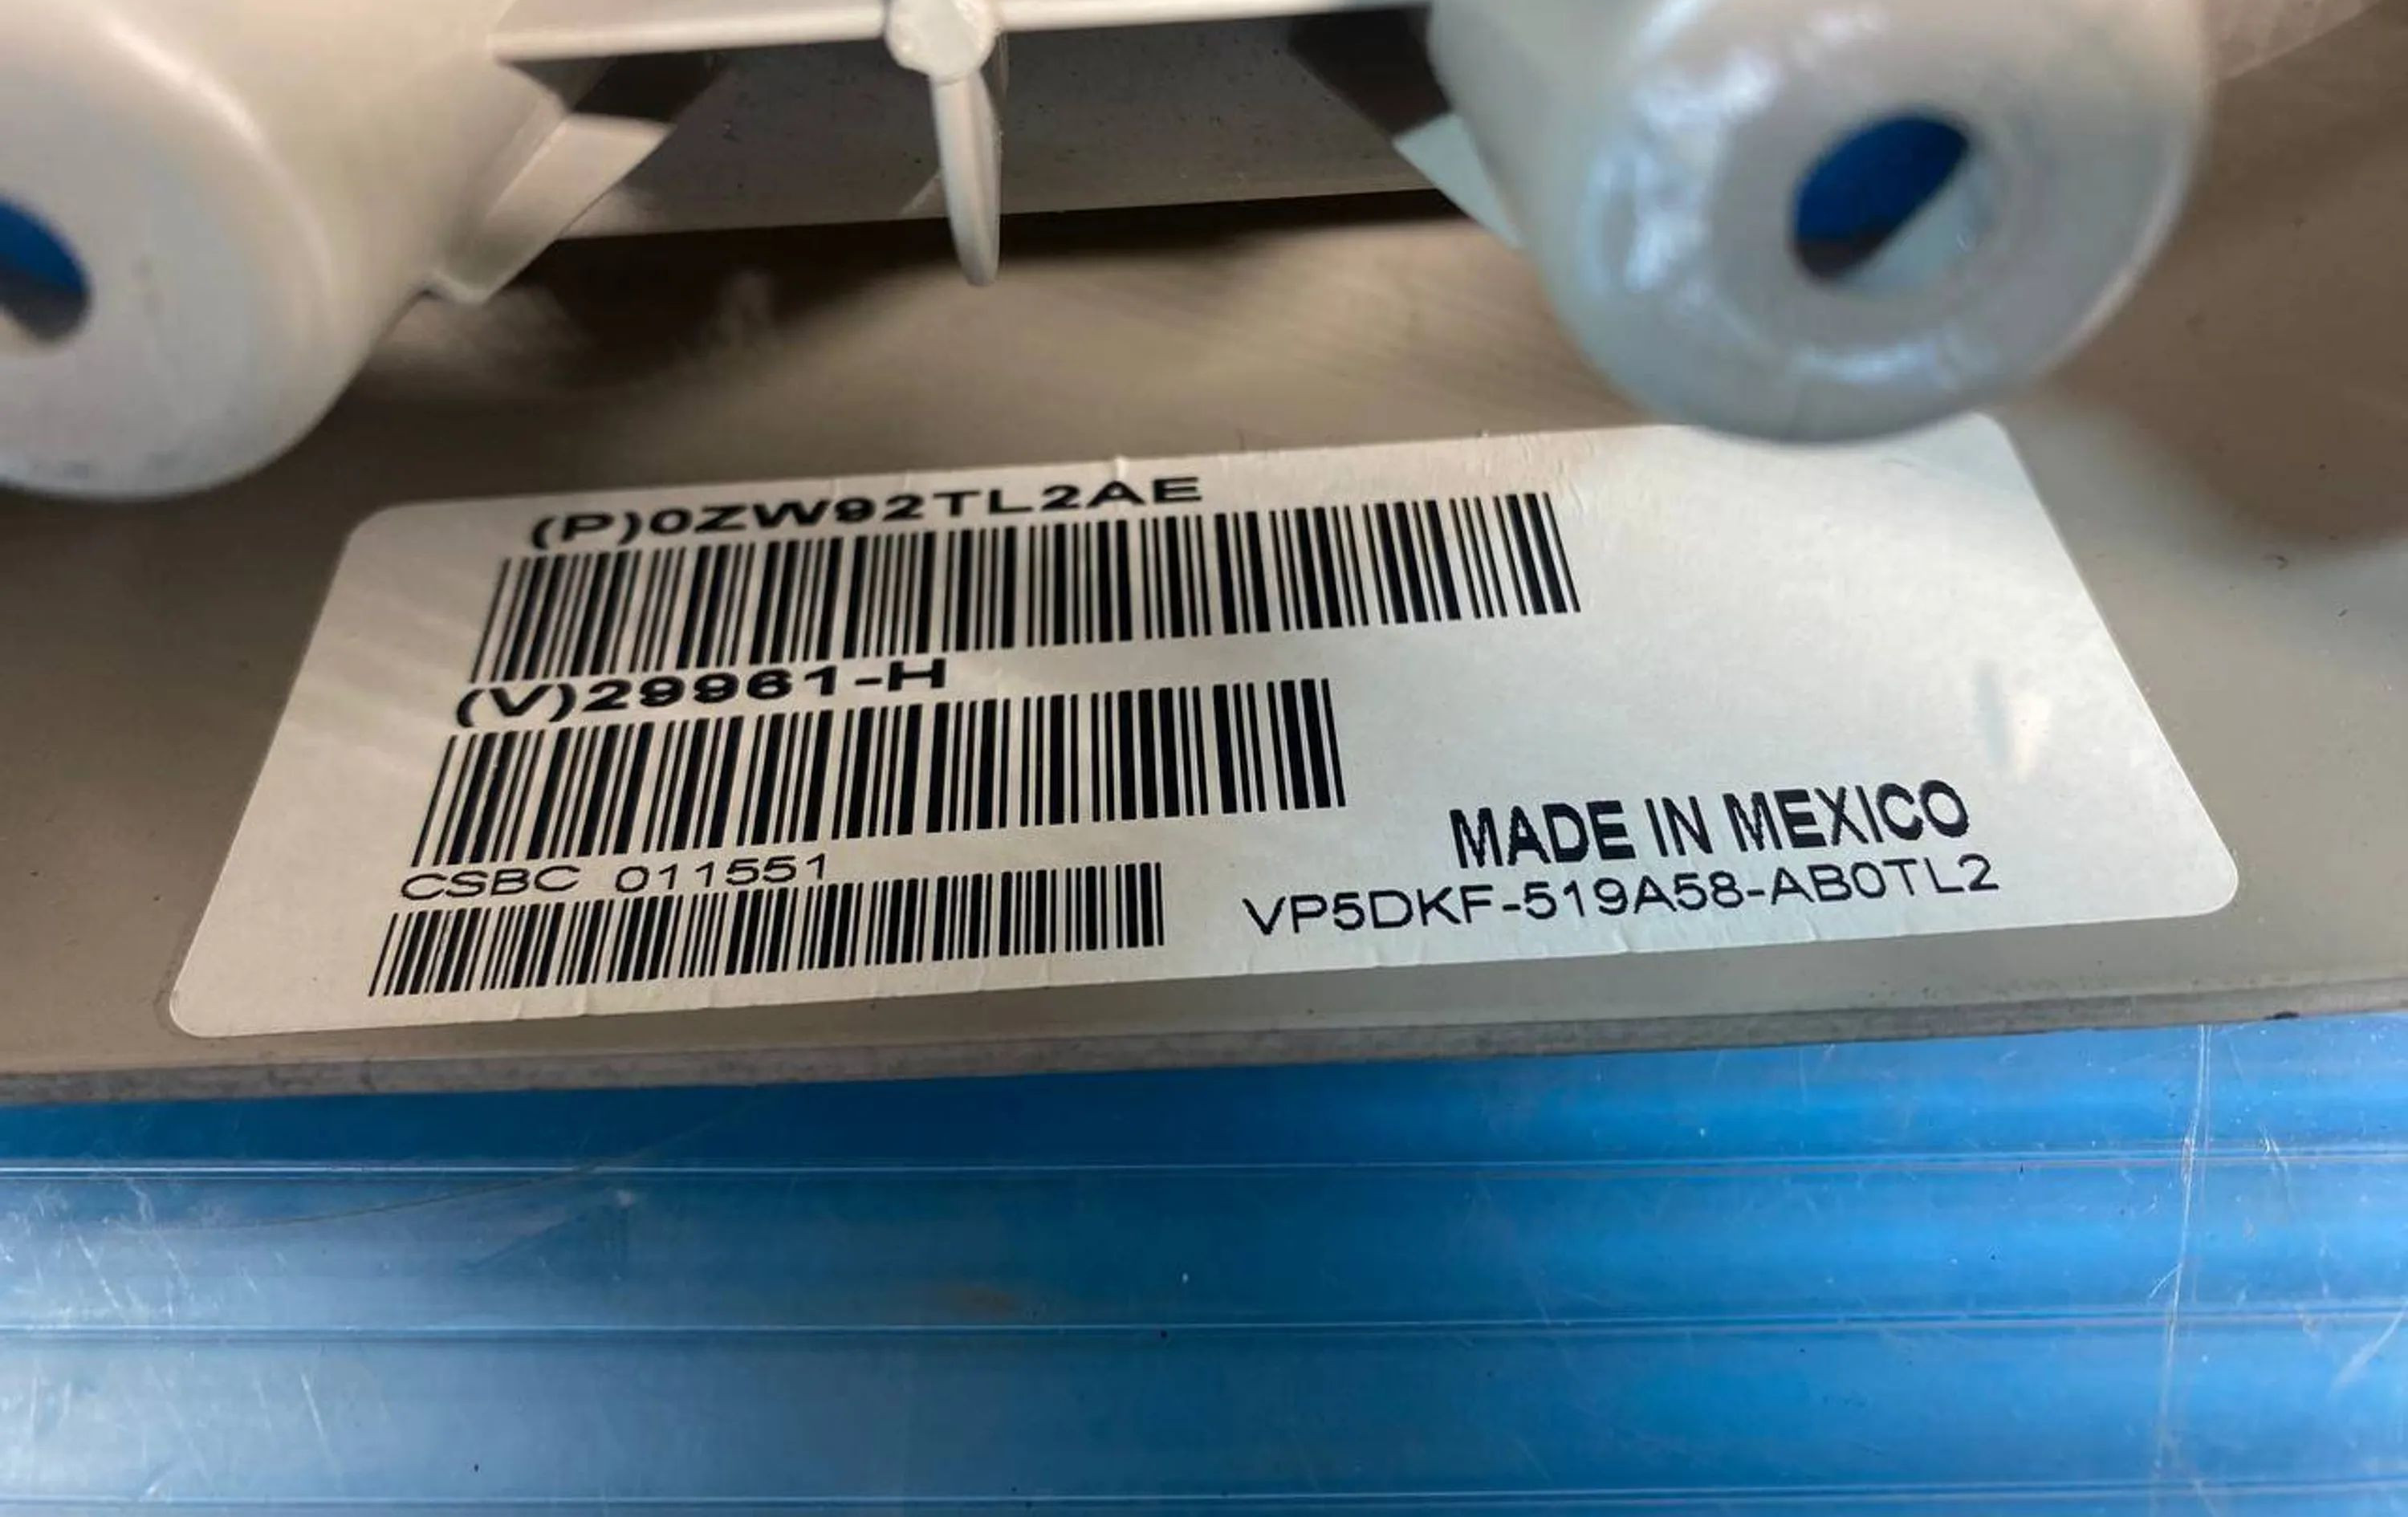 (P)0ZW92TL2AE
(V)29961-H
CSBC 011551
MADE IN MEXICO
VP5DKF-519A58-AB0TL2